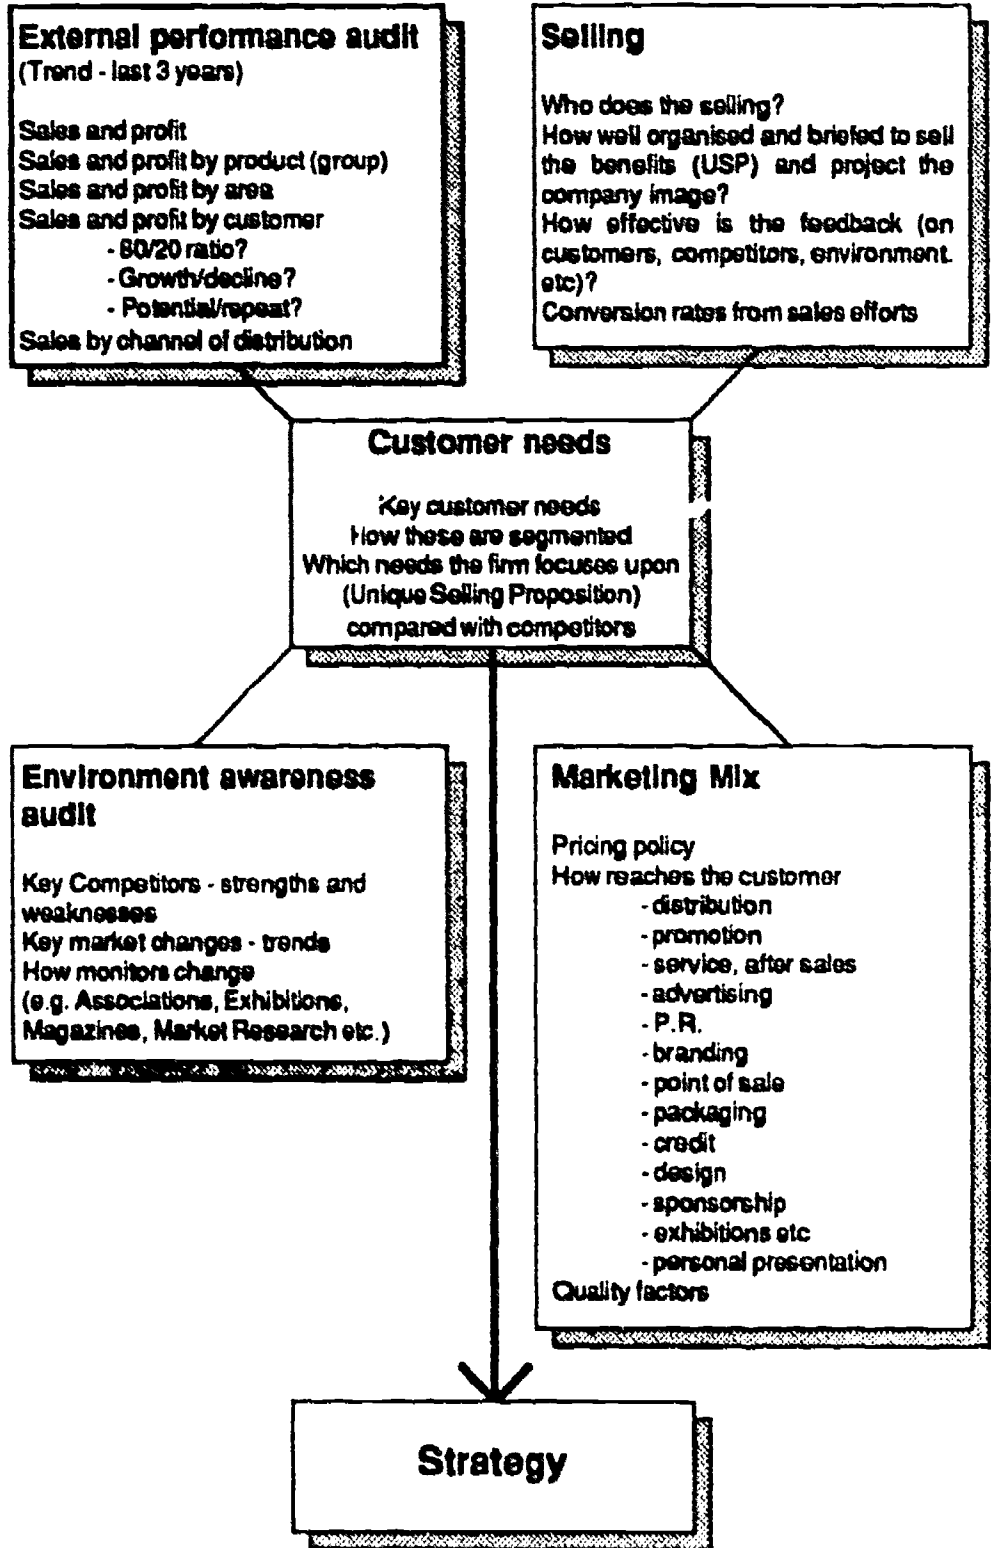 External performance audit
(Trend - last 3 years)
Sales and profit
Sales and profit by product (group)
Sales and profit by area
Sales and profit by customer
- 80/20 ratio?
- Growth/decline?
- Potential/repeat?
Sales by channel of distribution
Selling
Who does the selling?
How well organised and briefed to sell
the benefits (USP) and project the
company image?
How effective is the feedback (on
customers, competitors, environment.
etc)?
Conversion rates from sales efforts
Customer needs
Key customer needs
How these are segmented
Which needs the firm focuses upon
(Unique Selling Proposition)
compared with competitors
Environment awareness
audit
Key Competitors - strengths and
weaknesses
Key market changes - trends
How monitors change
(e.g. Associations, Exhibitions,
Magazines, Market Research etc.)
Marketing Mix
Pricing policy
How reaches the customer
- distribution
- promotion
- service, after sales
- advertising
- P.R.
- branding
- point of sale
- packaging
- credit
- design
- sponsorship
- exhibitions etc
- personal presentation
Quality factors
Strategy